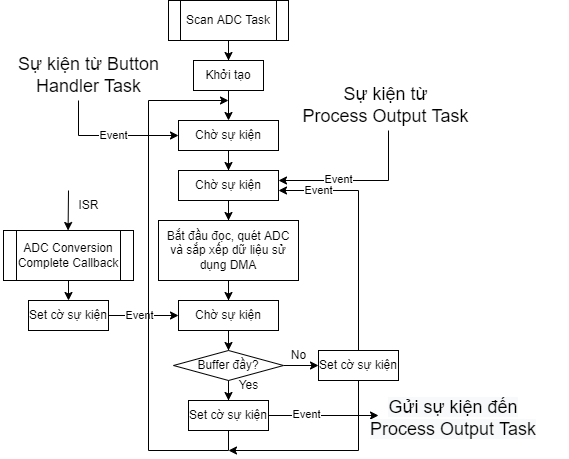 Scan ADC Task
Khởi tạo
Sự kiện từ Button
Handler Task
Sự kiện từ
Process Output Task
Event
Chờ sự kiện
Event
Chờ sự kiện
Event
ISR
ADC Conversion
Complete Callback
Bắt đầu đọc, quét ADC
và sắp xếp dữ liệu sử
dụng DMA
Set cờ sự kiện
Event
Chờ sự kiện
Buffer đầy?
No
Set cờ sự kiện
Yes
Set cờ sự kiện
Event
Gửi sự kiện đến
Process Output Task